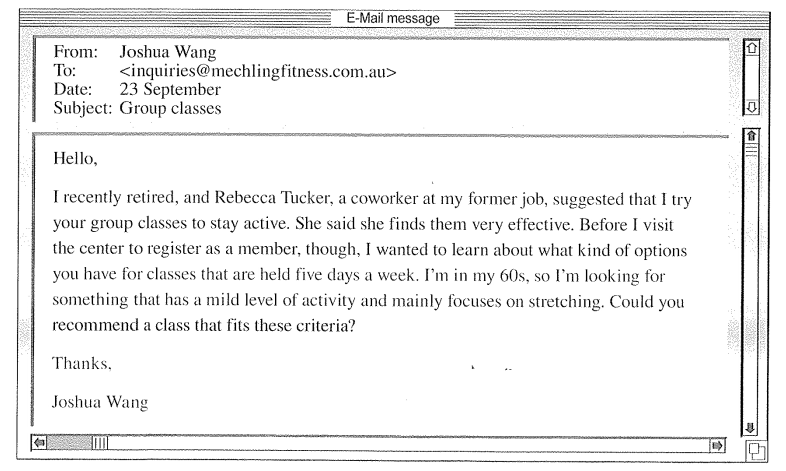 E-Mail message
From: Joshua Wang
To: <inquiries@mechlingfitness.com.au>
Date: 23 September
Subject: Group classes
Hello,
I recently retired, and Rebecca Tucker, a coworker at my former job, suggested that I try
your group classes to stay active. She said she finds them very effective. Before I visit
the center to register as a member, though, I wanted to learn about what kind of options
you have for classes that are held five days a week. I'm in my 60s, so I'm looking for
something that has a mild level of activity and mainly focuses on stretching. Could you
recommend a class that fits these criteria?
Thanks,
Joshua Wang